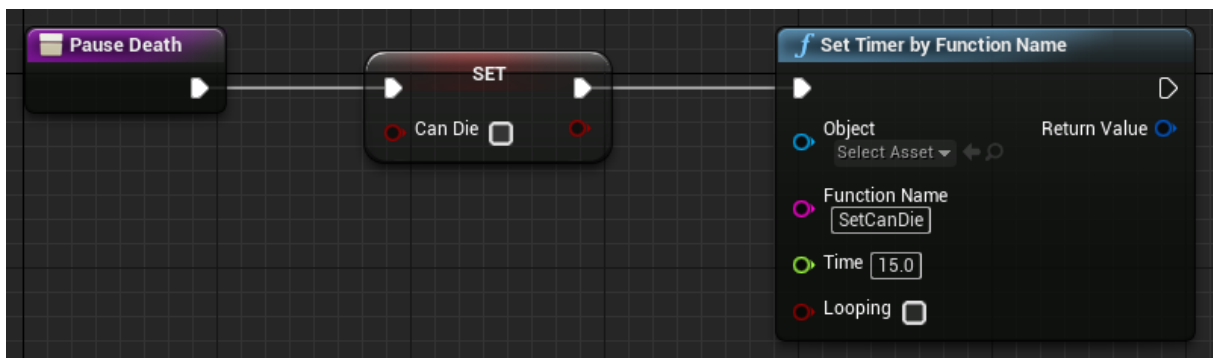 Pause Death
SET
Can Die
f Set Timer by Function Name
Object
Select Asset
Return Value
Function Name
SetCanDie
Time 15.0
Looping